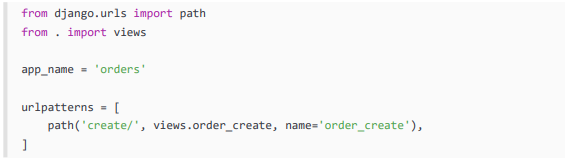 from django.urls import path
from . import views
app_name = 'orders'
urlpatterns = [
    path('create/', views.order_create, name='order_create'),
]